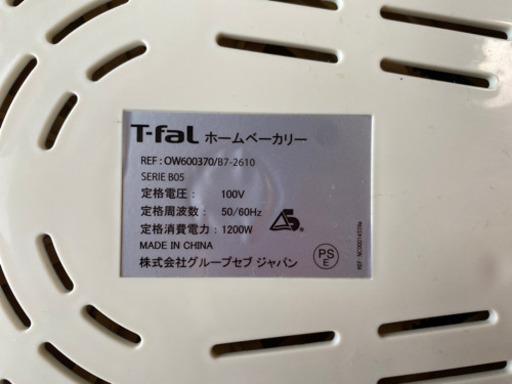 T-faL ホームベーカリー
REF : OW600370/B7-2610
SERIE B05
定格電圧： 100V
定格周波数： 50/60Hz
定格消費電力：1200W
MADE IN CHINA
株式会社グループセブ ジャパン
PS
E